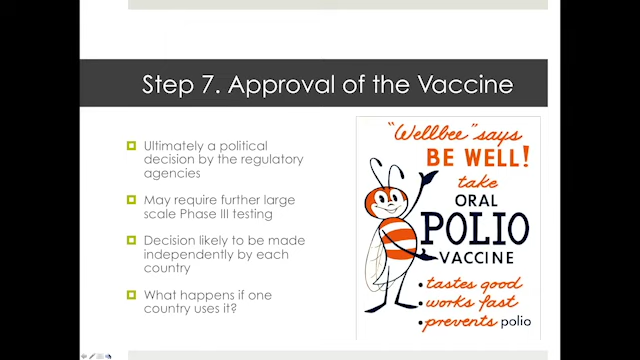 Step 7. Approval of the Vaccine
Ultimately a political
decision by the regulatory
agencies
May require further large
scale Phase III testing
Decision likely to be made
independently by each
country
What happens if one
country uses it?
"Wellbee" says
BE WELL!
take
ORAL
POLIO
VACCINE
• tastes good
• works fast
• prevents polio